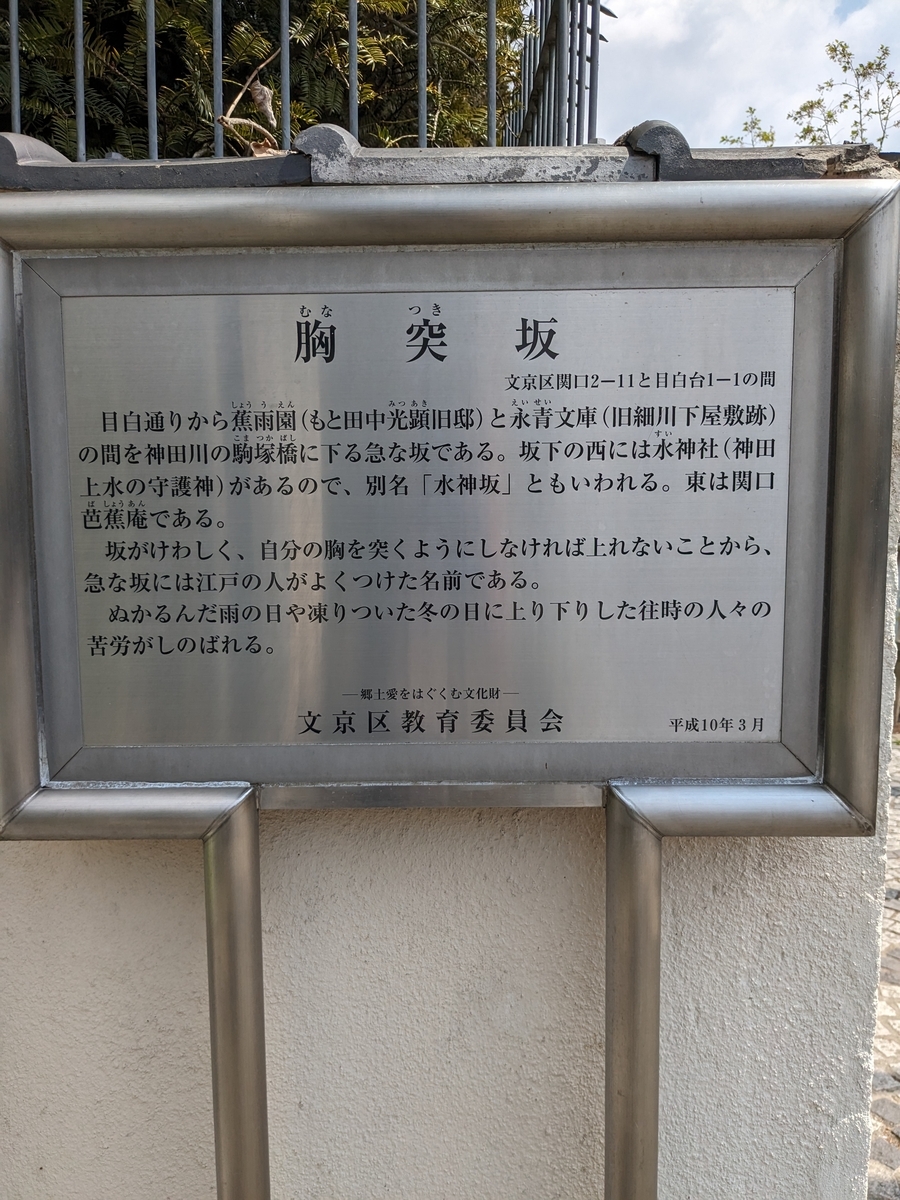 むな つき
胸突坂
文京区関口2−11と目白台1−1の間
しょう う えん みつ あき えい せい
目白通りから蕉雨園(もと田中光顕旧邸)と永青文庫(旧細川下屋敷跡)
こま つか ばし すい
の間を神田川の駒塚橋に下る急な坂である。坂下の西には水神社(神田
上水の守護神)があるので、別名「水神坂」ともいわれる。東は関口
ば しょう あん
芭蕉庵である。
坂がけわしく、自分の胸を突くようにしなければ上れないことから、
急な坂には江戸の人がよくつけた名前である。
ぬかるんだ雨の日や凍りついた冬の日に上り下りした往時の人々の
苦労がしのばれる。
―郷土愛をはぐくむ文化財―
文京区教育委員会
平成10年3月